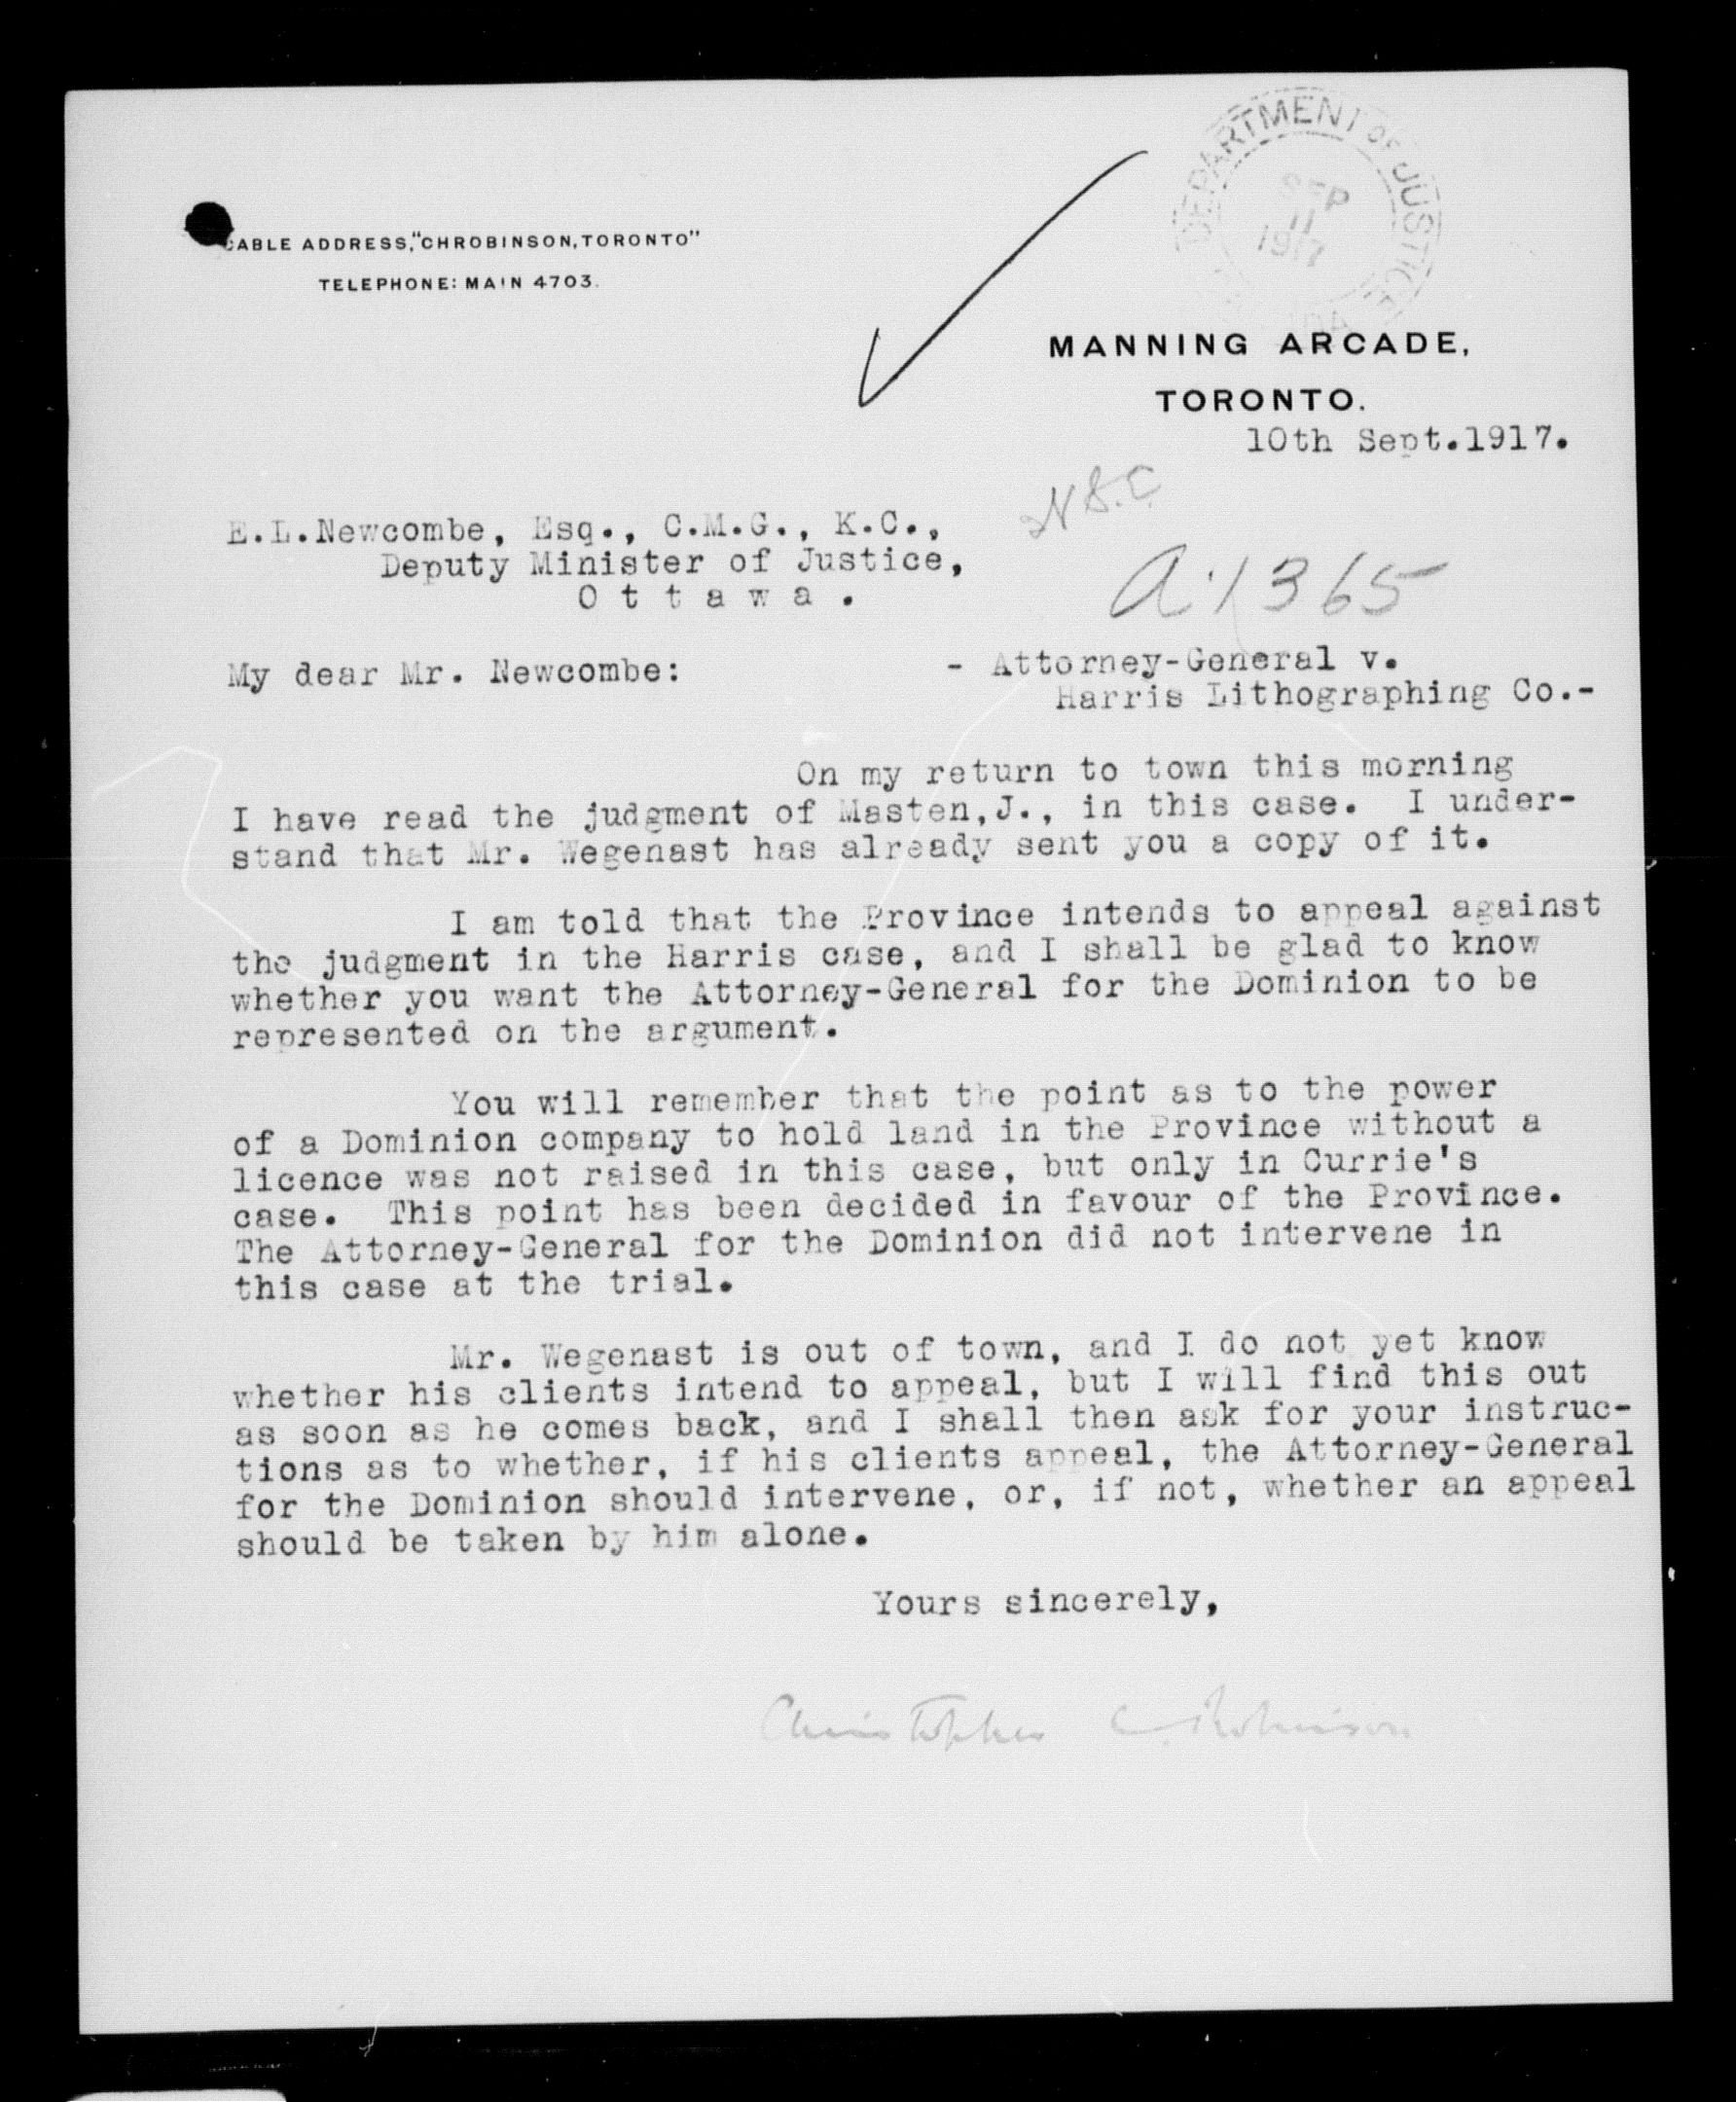 DEPARTMENT OF JUSTICE
SEP
11
1917
CABLE ADDRESS, "CHROBINSON, TORONTO"
TELEPHONE: MAIN 4703.
MANNING ARCADE,
TORONTO.
10th Sept.1917.
E.L.Newcombe, Esq., C.M.G., K.C.,
Deputy Minister of Justice,
O t t a w a .
A. 1365
My dear Mr. Newcombe:
- Attorney-General v.
Harris Lithographing Co.-
On my return to town this morning
I have read the judgment of Masten,J., in this case. I under-
stand that Mr. Wegenast has already sent you a copy of it.
I am told that the Province intends to appeal against
the judgment in the Harris case, and I shall be glad to know
whether you want the Attorney-General for the Dominion to be
represented on the argument.
You will remember that the point as to the power
of a Dominion company to hold land in the Province without a
licence was not raised in this case, but only in Currie's
case. This point has been decided in favour of the Province.
The Attorney-General for the Dominion did not intervene in
this case at the trial.
Mr. Wegenast is out of town, and I do not yet know
whether his clients intend to appeal, but I will find this out
as soon as he comes back, and I shall then ask for your instruc-
tions as to whether, if his clients appeal, the Attorney-General
for the Dominion should intervene, or, if not, whether an appeal
should be taken by him alone.
Yours sincerely,
Christopher C. Robinson